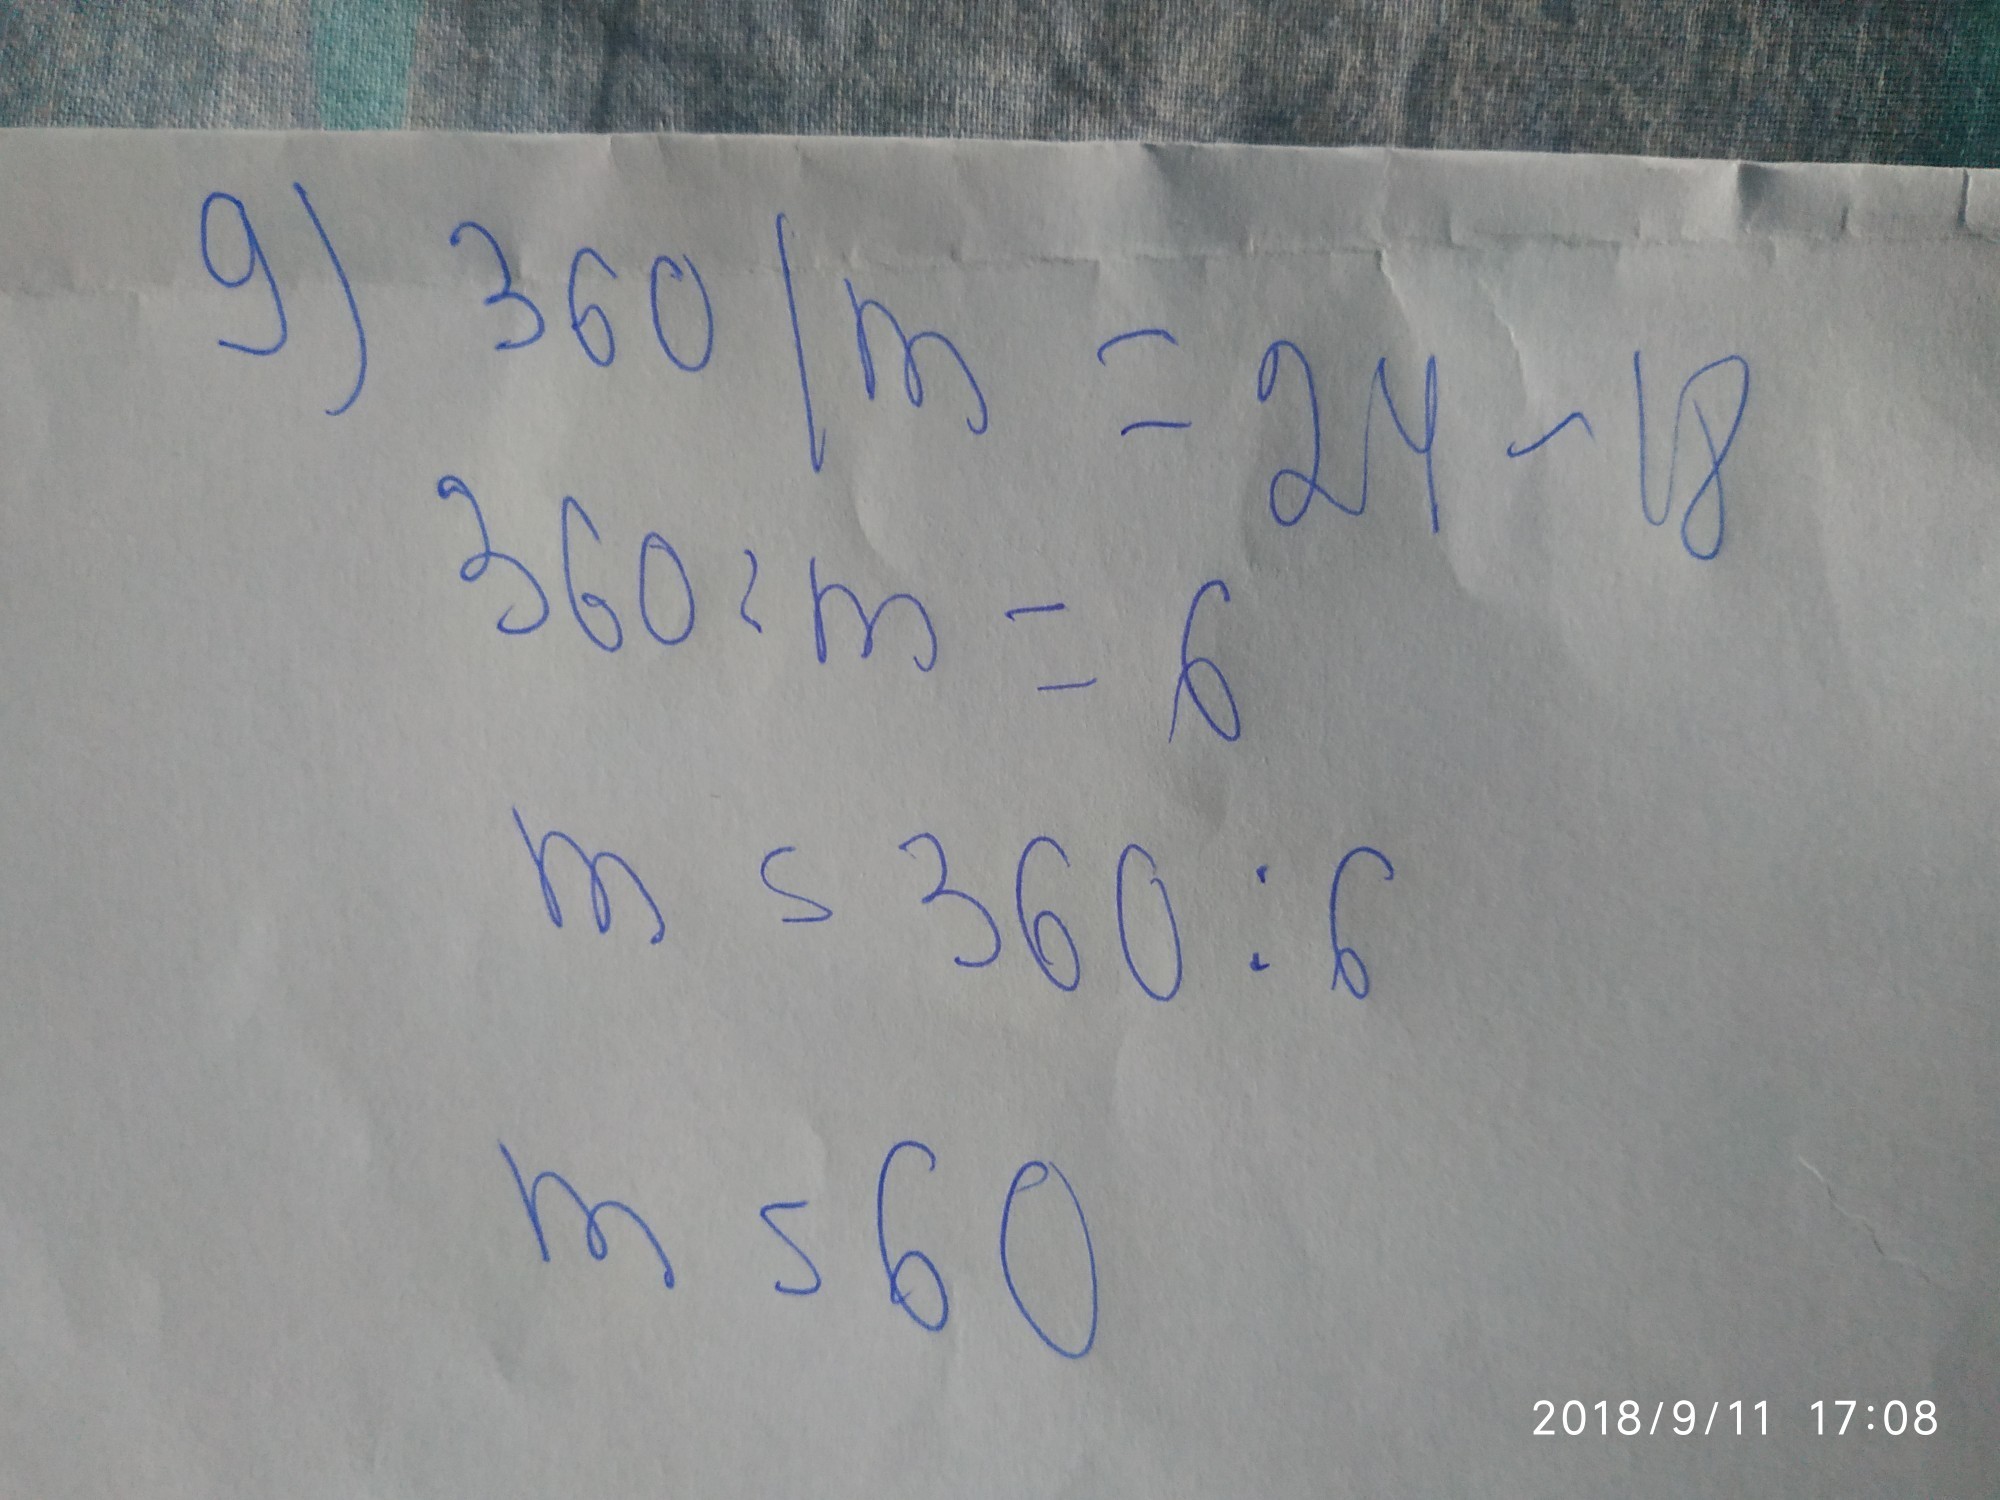 9) 360 / m = 24 - 18
360 : m = 6
m = 360 : 6
m = 60
2018/9/11 17:08